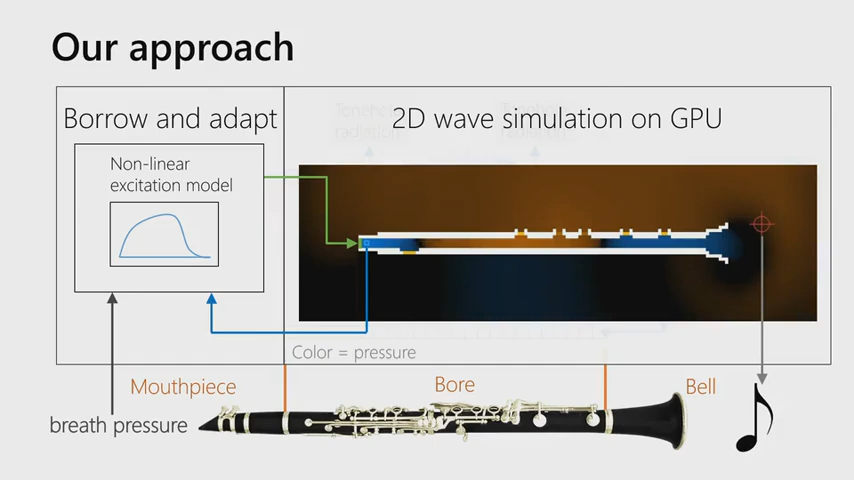 Our approach
Borrow and adapt
2D wave simulation on GPU
Non-linear
excitation model
Color = pressure
Mouthpiece
Bore
Bell
breath pressure